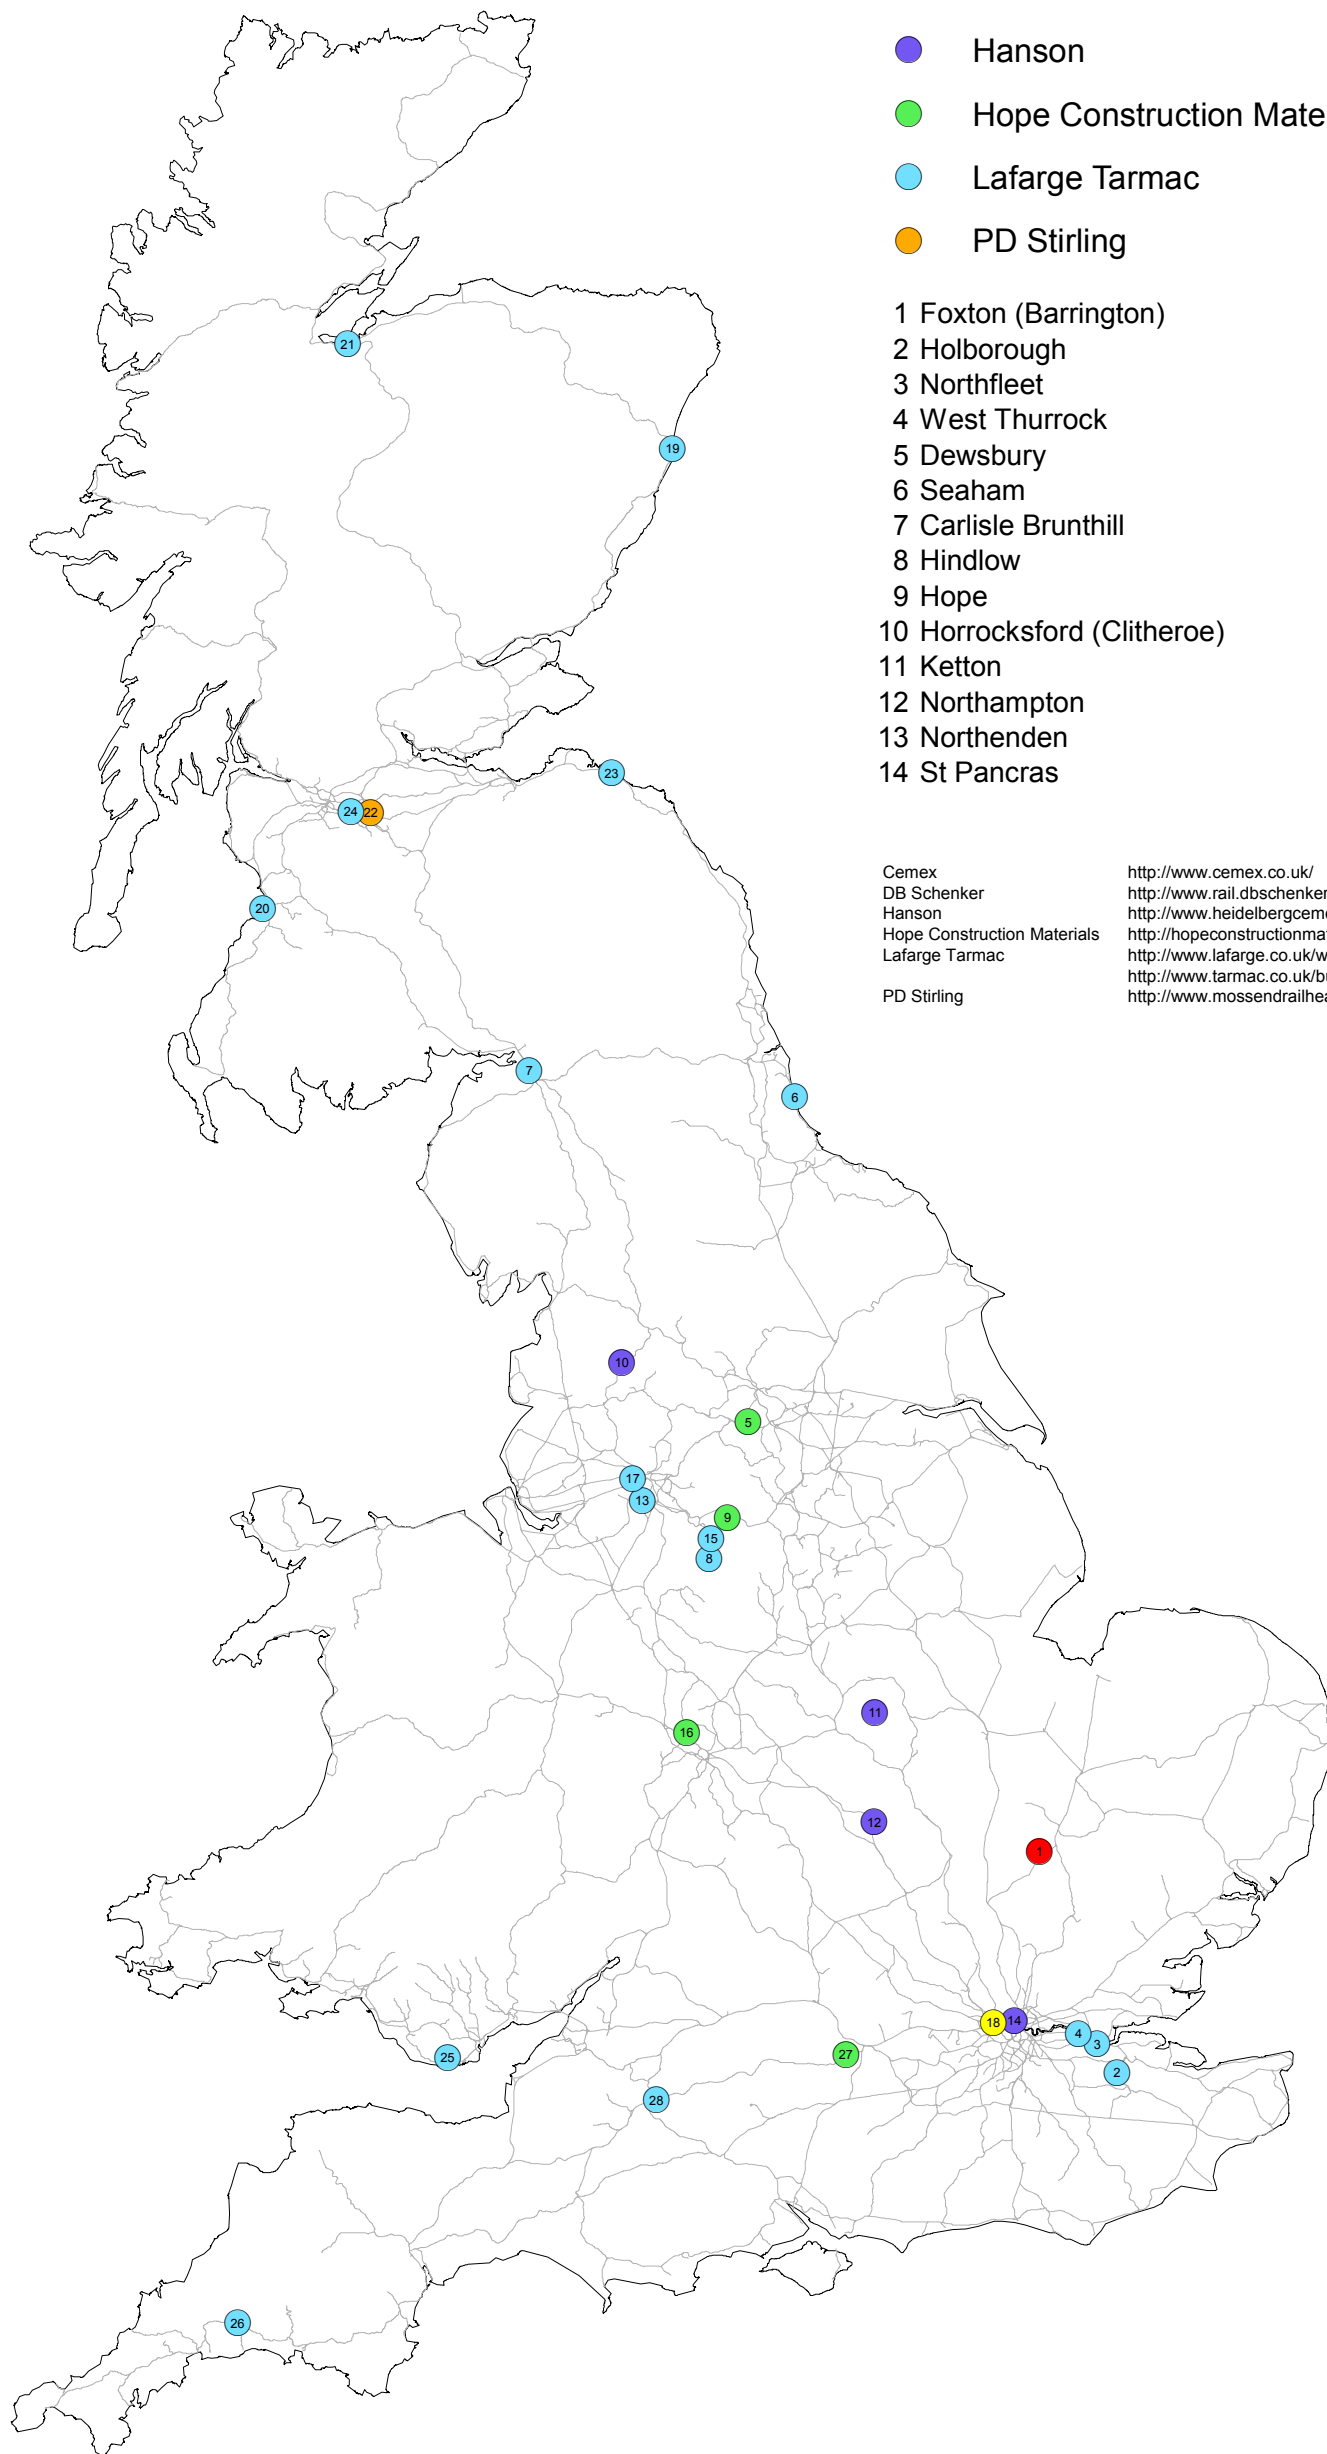 Hanson
Hope Construction Mate
Lafarge Tarmac
PD Stirling
1 Foxton (Barrington)
2 Holborough
3 Northfleet
4 West Thurrock
5 Dewsbury
6 Seaham
7 Carlisle Brunthill
8 Hindlow
9 Hope
10 Horrocksford (Clitheroe)
11 Ketton
12 Northampton
13 Northenden
14 St Pancras
Cemex http://www.cemex.co.uk/
DB Schenker http://www.rail.dbschenker
Hanson http://www.heidelbergceme
Hope Construction Materials http://hopeconstructionmat
Lafarge Tarmac http://www.lafarge.co.uk/w
http://www.tarmac.co.uk/bu
PD Stirling http://www.mossendrailhea
21
19
23
24
22
20
7
6
10
5
17
13
9
15
8
11
16
12
1
18
14
4
3
2
25
27
28
26